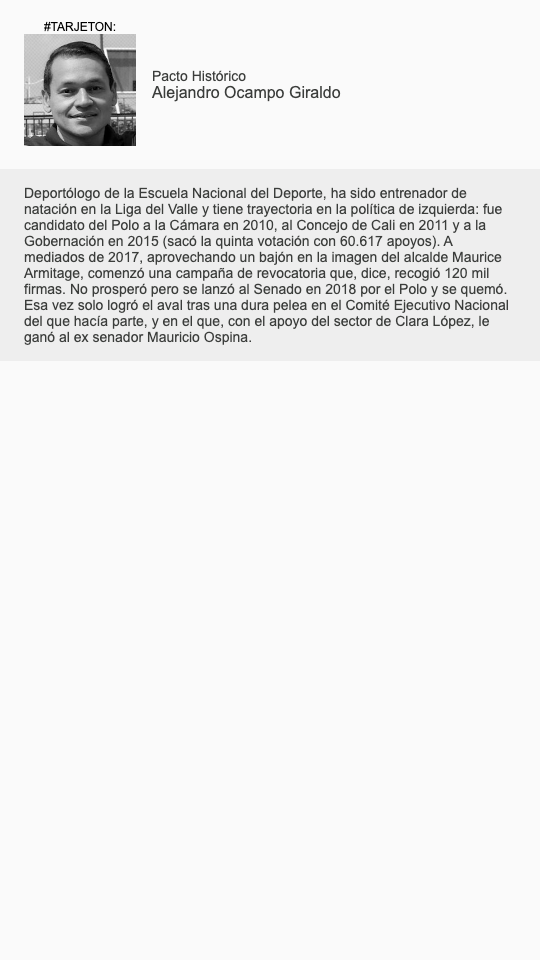 #TARJETON:
Pacto Histórico
Alejandro Ocampo Giraldo
Deportólogo de la Escuela Nacional del Deporte, ha sido entrenador de
natación en la Liga del Valle y tiene trayectoria en la política de izquierda: fue
candidato del Polo a la Cámara en 2010, al Concejo de Cali en 2011 y a la
Gobernación en 2015 (sacó la quinta votación con 60.617 apoyos). A
mediados de 2017, aprovechando un bajón en la imagen del alcalde Maurice
Armitage, comenzó una campaña de revocatoria que, dice, recogió 120 mil
firmas. No prosperó pero se lanzó al Senado en 2018 por el Polo y se quemó.
Esa vez solo logró el aval tras una dura pelea en el Comité Ejecutivo Nacional
del que hacía parte, y en el que, con el apoyo del sector de Clara López, le
ganó al ex senador Mauricio Ospina.